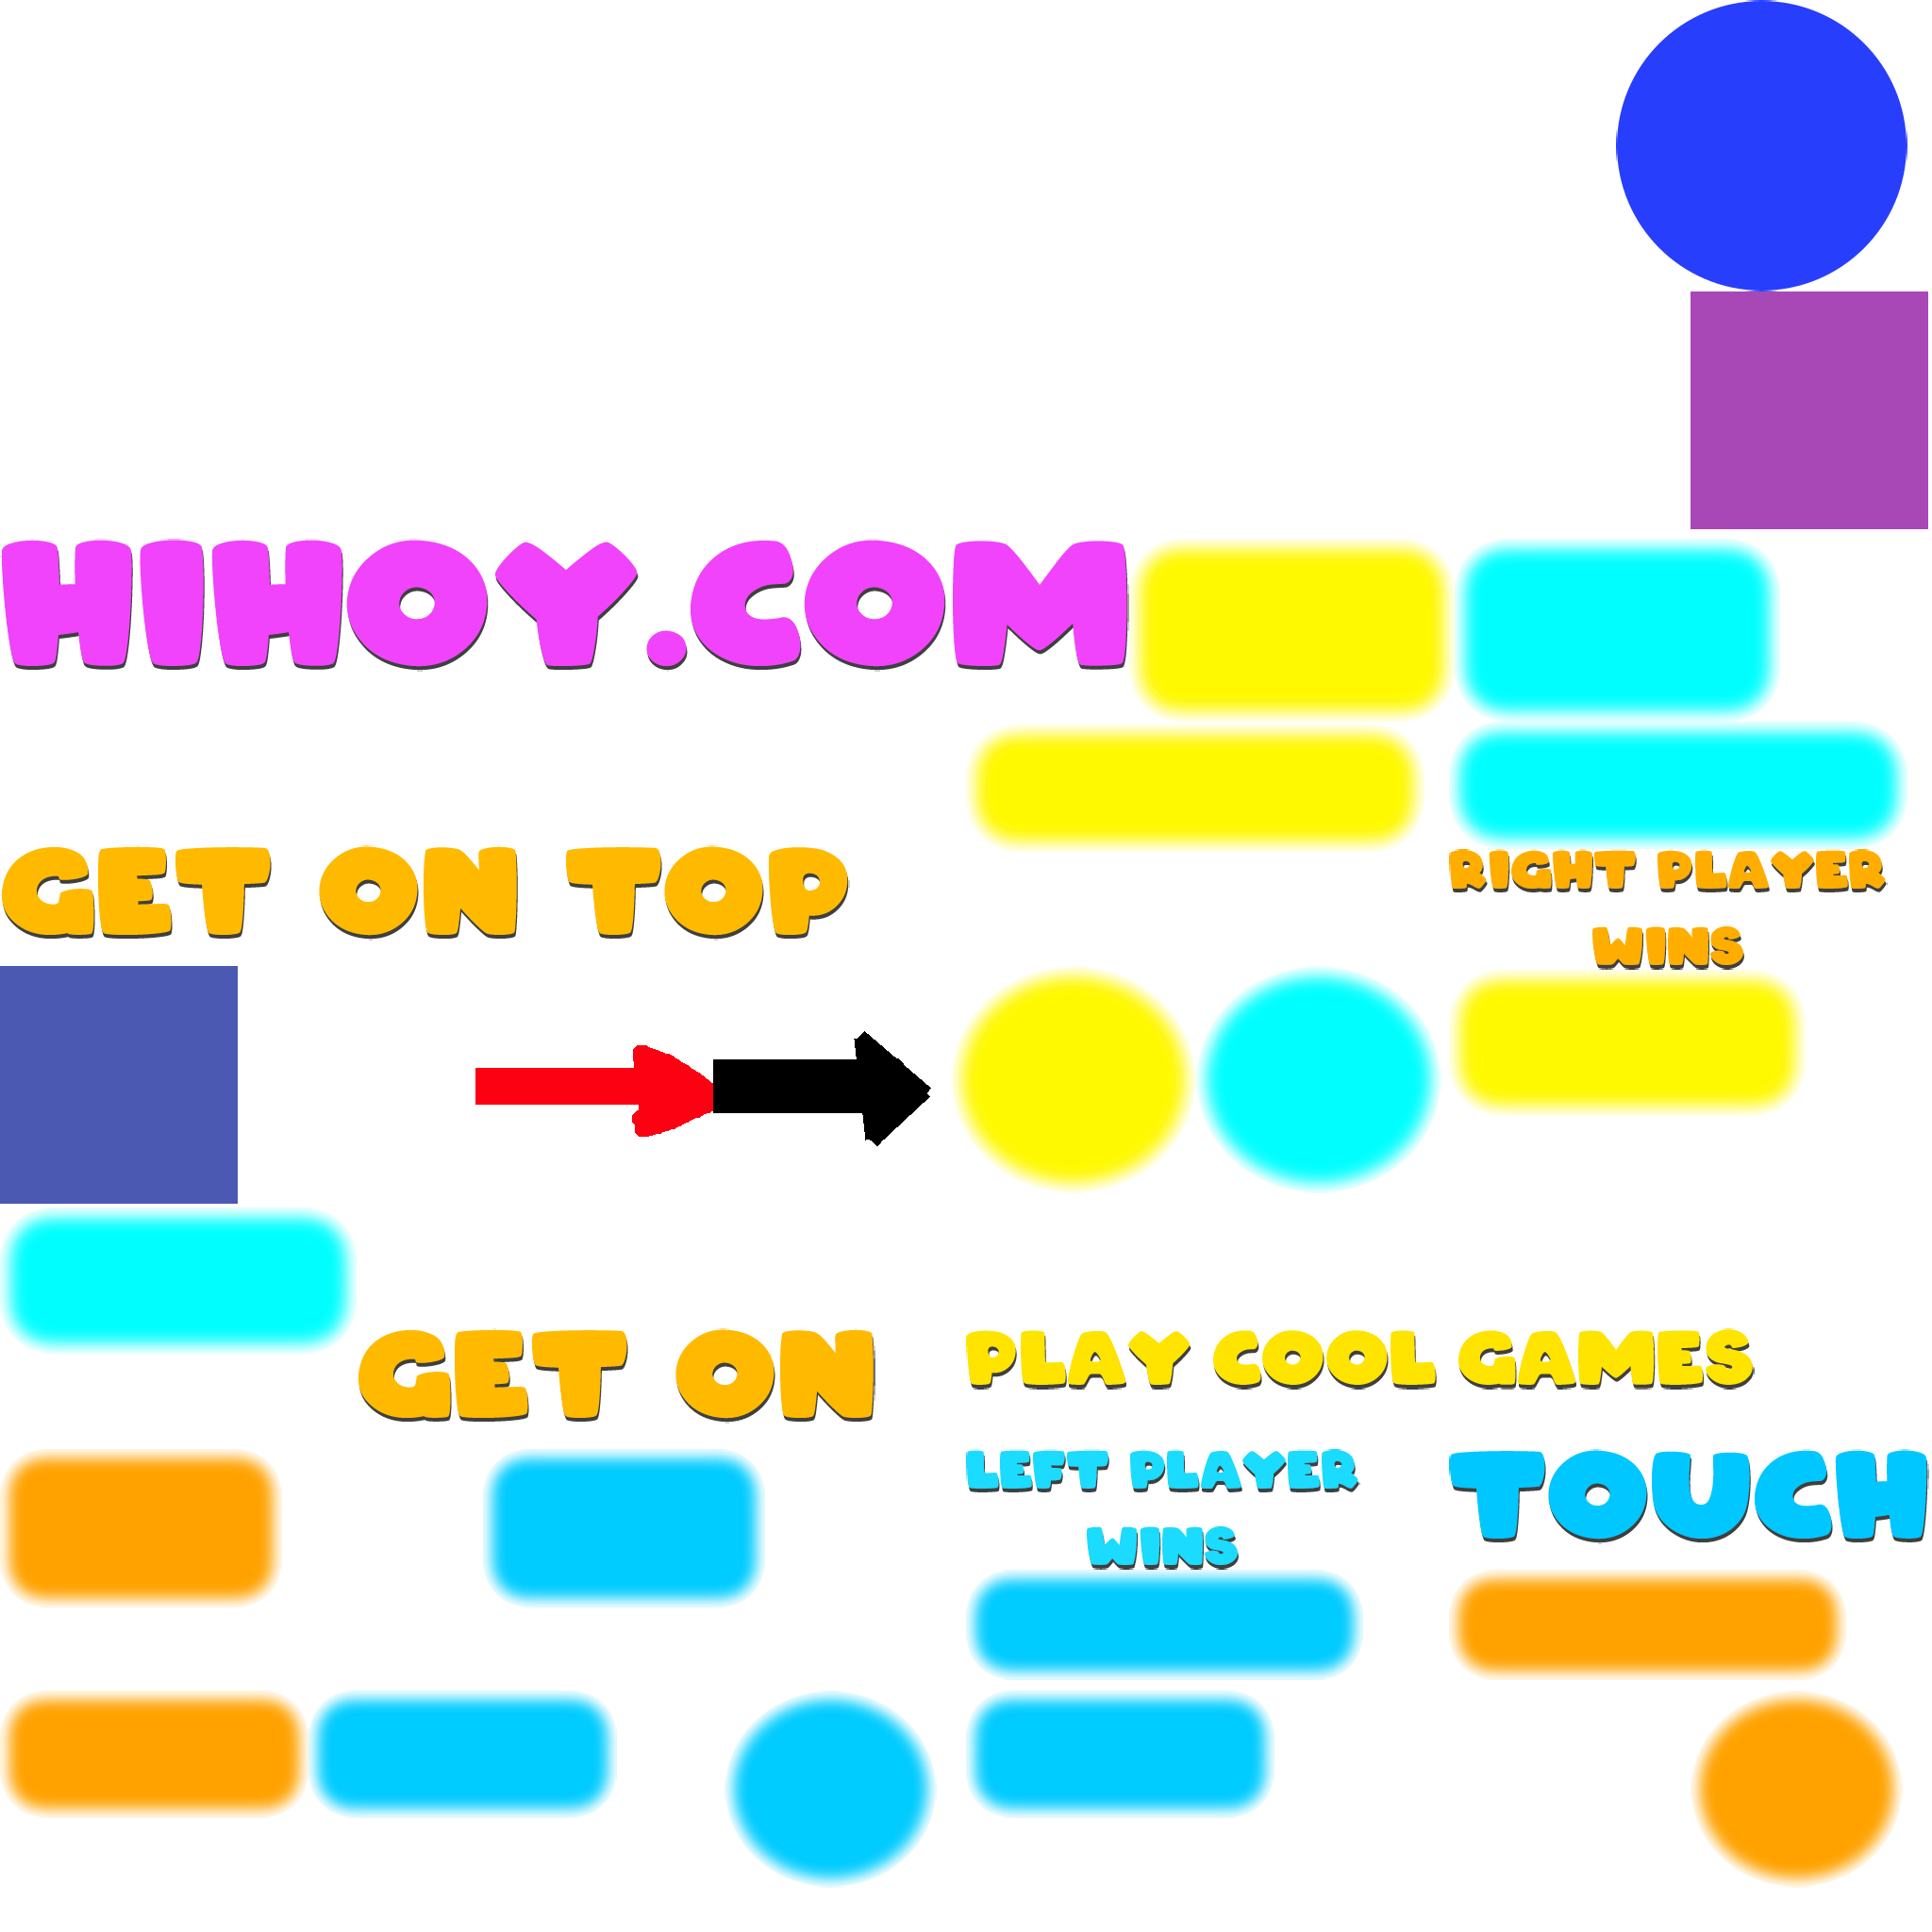 HIHOY.COM
GET ON TOP
RIGHT PLAYER
WINS
GET ON
PLAY COOL GAMES
LEFT PLAYER
WINS
TOUCH